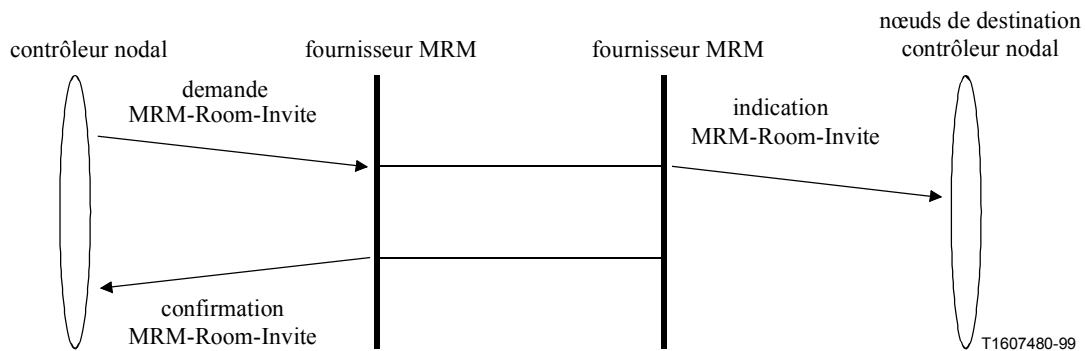 contrôleur nodal
fournisseur MRM
fournisseur MRM
nœuds de destination
contrôleur nodal
demande
MRM-Room-Invite
indication
MRM-Room-Invite
confirmation
MRM-Room-Invite
T1607480-99